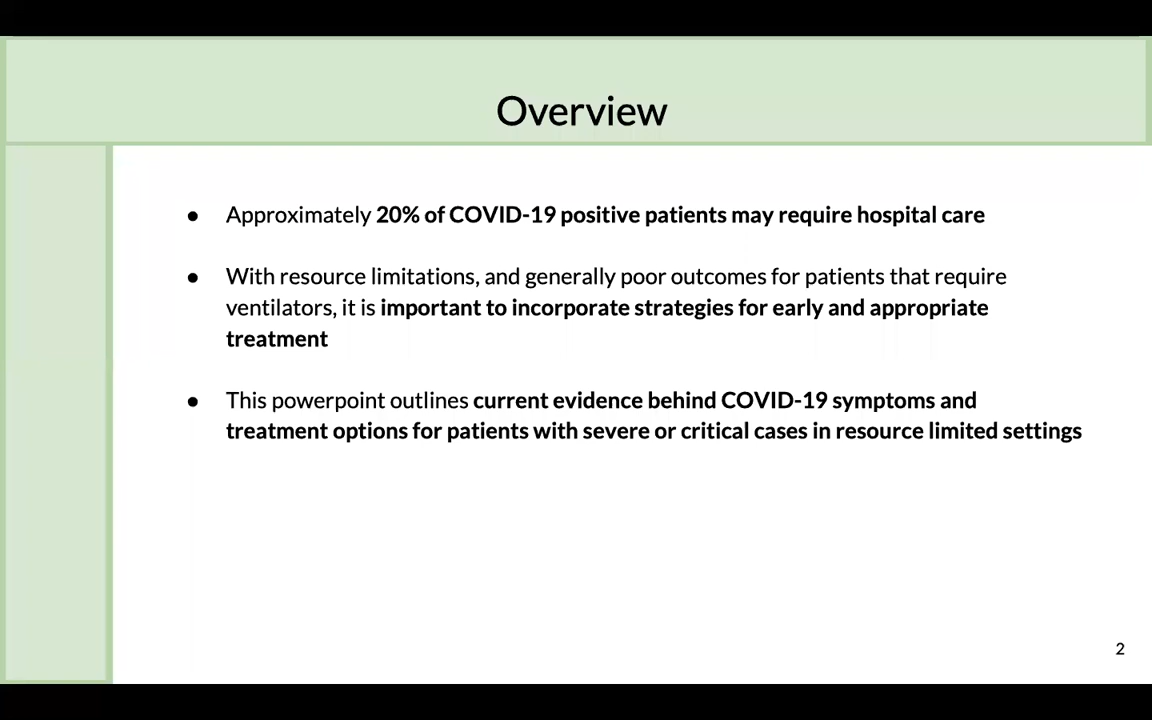 Overview
● Approximately 20% of COVID-19 positive patients may require hospital care
● With resource limitations, and generally poor outcomes for patients that require
ventilators, it is important to incorporate strategies for early and appropriate
treatment
● This powerpoint outlines current evidence behind COVID-19 symptoms and
treatment options for patients with severe or critical cases in resource limited settings
2